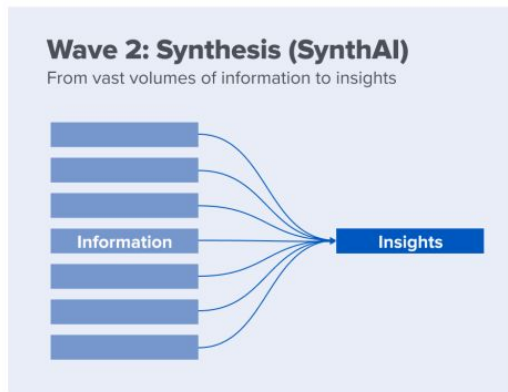 Wave 2: Synthesis (SynthAI)
From vast volumes of information to insights
Information
Insights